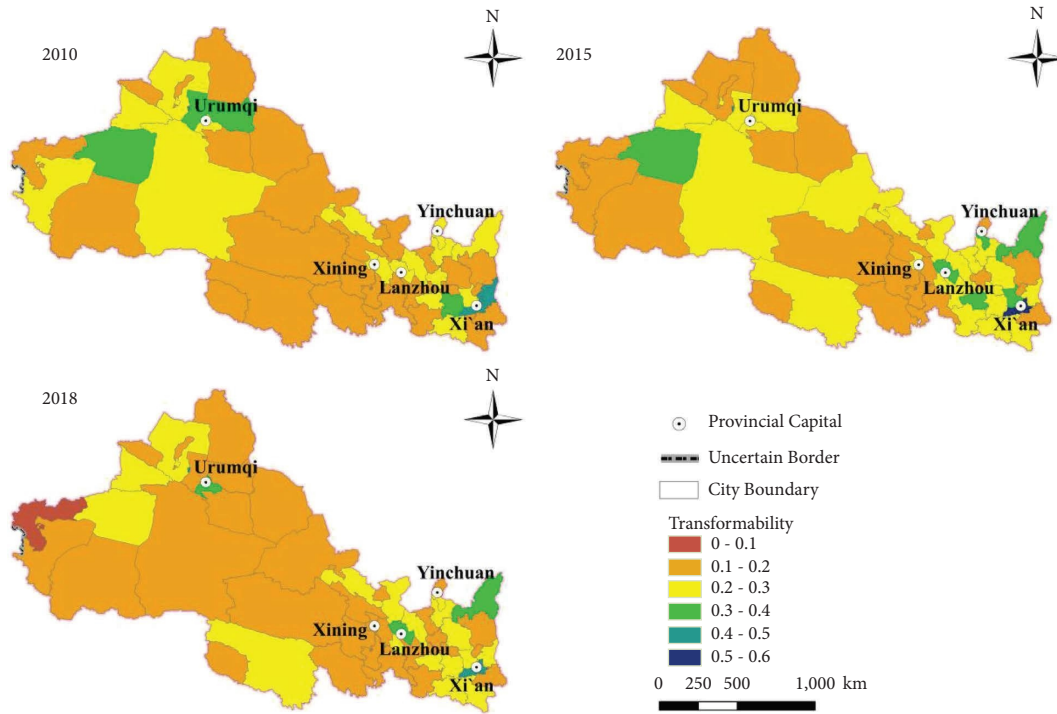 2010
N
Urumqi
Yinchuan
Xining
Lanzhou
Xi`an
2015
N
Urumqi
Yinchuan
Xining
Lanzhou
Xi`an
2018
N
Urumqi
Yinchuan
Xining
Lanzhou
Xi`an
Provincial Capital
Uncertain Border
City Boundary
Transformability
0 - 0.1
0.1 - 0.2
0.2 - 0.3
0.3 - 0.4
0.4 - 0.5
0.5 - 0.6
0 250 500 1,000 km